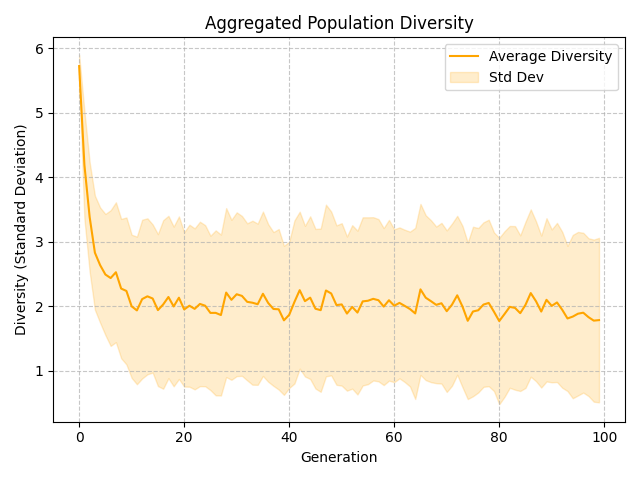 Aggregated Population Diversity
Average Diversity
Std Dev
Diversity (Standard Deviation)
6
5
4
3
2
1
0 20 40 60 80 100
Generation